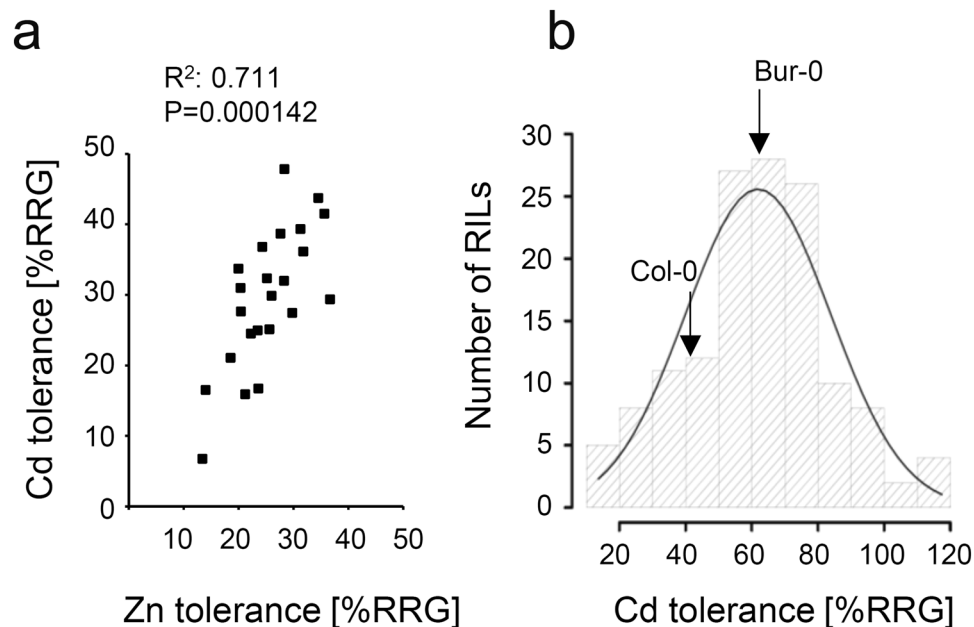 a
R²: 0.711
P=0.000142
50
40
30
20
10
0
10 20 30 40 50
Cd tolerance [%RRG]
Zn tolerance [%RRG]
b
Bur-0
Col-0
30
25
20
15
10
5
0
20 40 60 80 100 120
Number of RILs
Cd tolerance [%RRG]